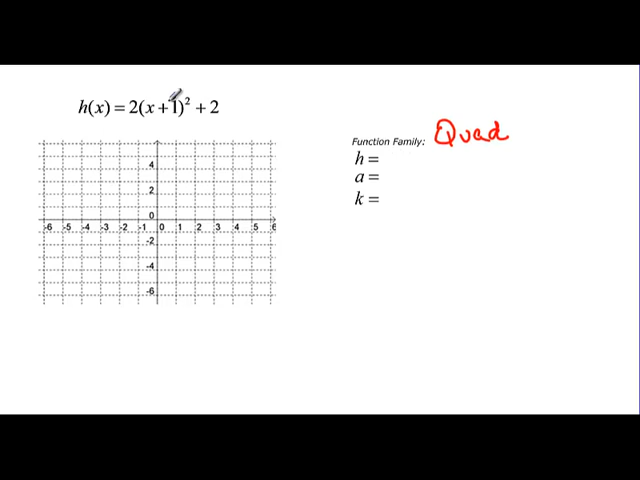 h(x) = 2(x + 1)² + 2
Function Family: Quad
h =
a =
k =
4
2
0
-6 -5 -4 -3 -2 -1 0 1 2 3 4 5 6
-2
-4
-6